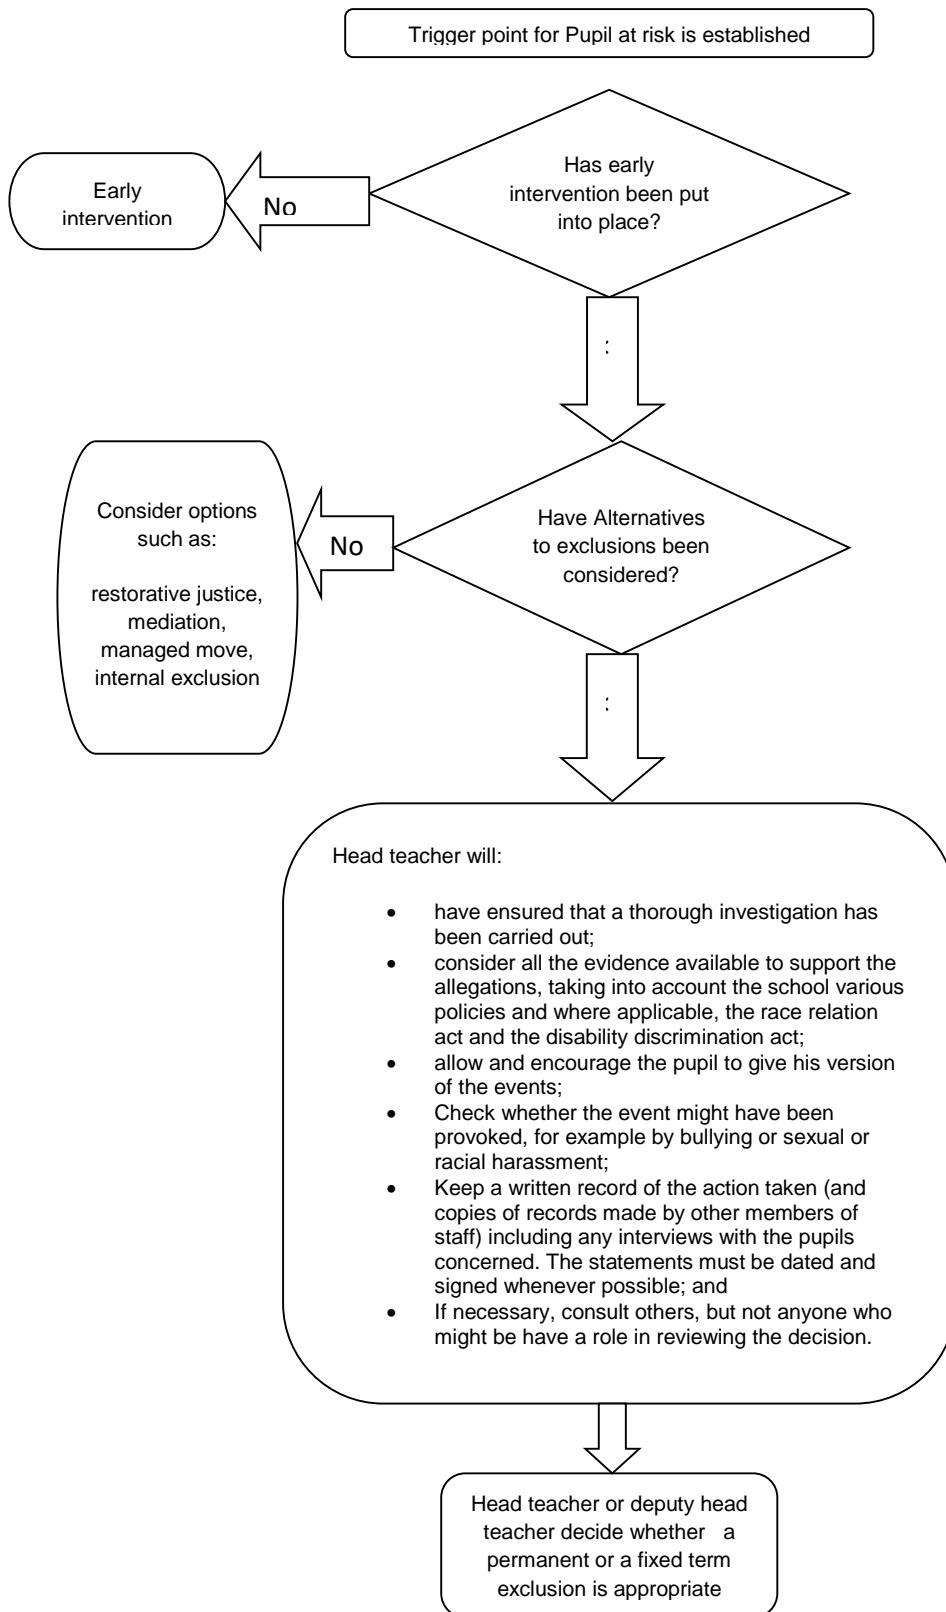 Trigger point for Pupil at risk is established
Has early
intervention been put
into place?
No
Early
intervention
Have Alternatives
to exclusions been
considered?
No
Consider options
such as:
restorative justice,
mediation,
managed move,
internal exclusion
Head teacher will:
• have ensured that a thorough investigation has
been carried out;
• consider all the evidence available to support the
allegations, taking into account the school various
policies and where applicable, the race relation
act and the disability discrimination act;
• allow and encourage the pupil to give his version
of the events;
• Check whether the event might have been
provoked, for example by bullying or sexual or
racial harassment;
• Keep a written record of the action taken (and
copies of records made by other members of
staff) including any interviews with the pupils
concerned. The statements must be dated and
signed whenever possible; and
• If necessary, consult others, but not anyone who
might be have a role in reviewing the decision.
Head teacher or deputy head
teacher decide whether a
permanent or a fixed term
exclusion is appropriate